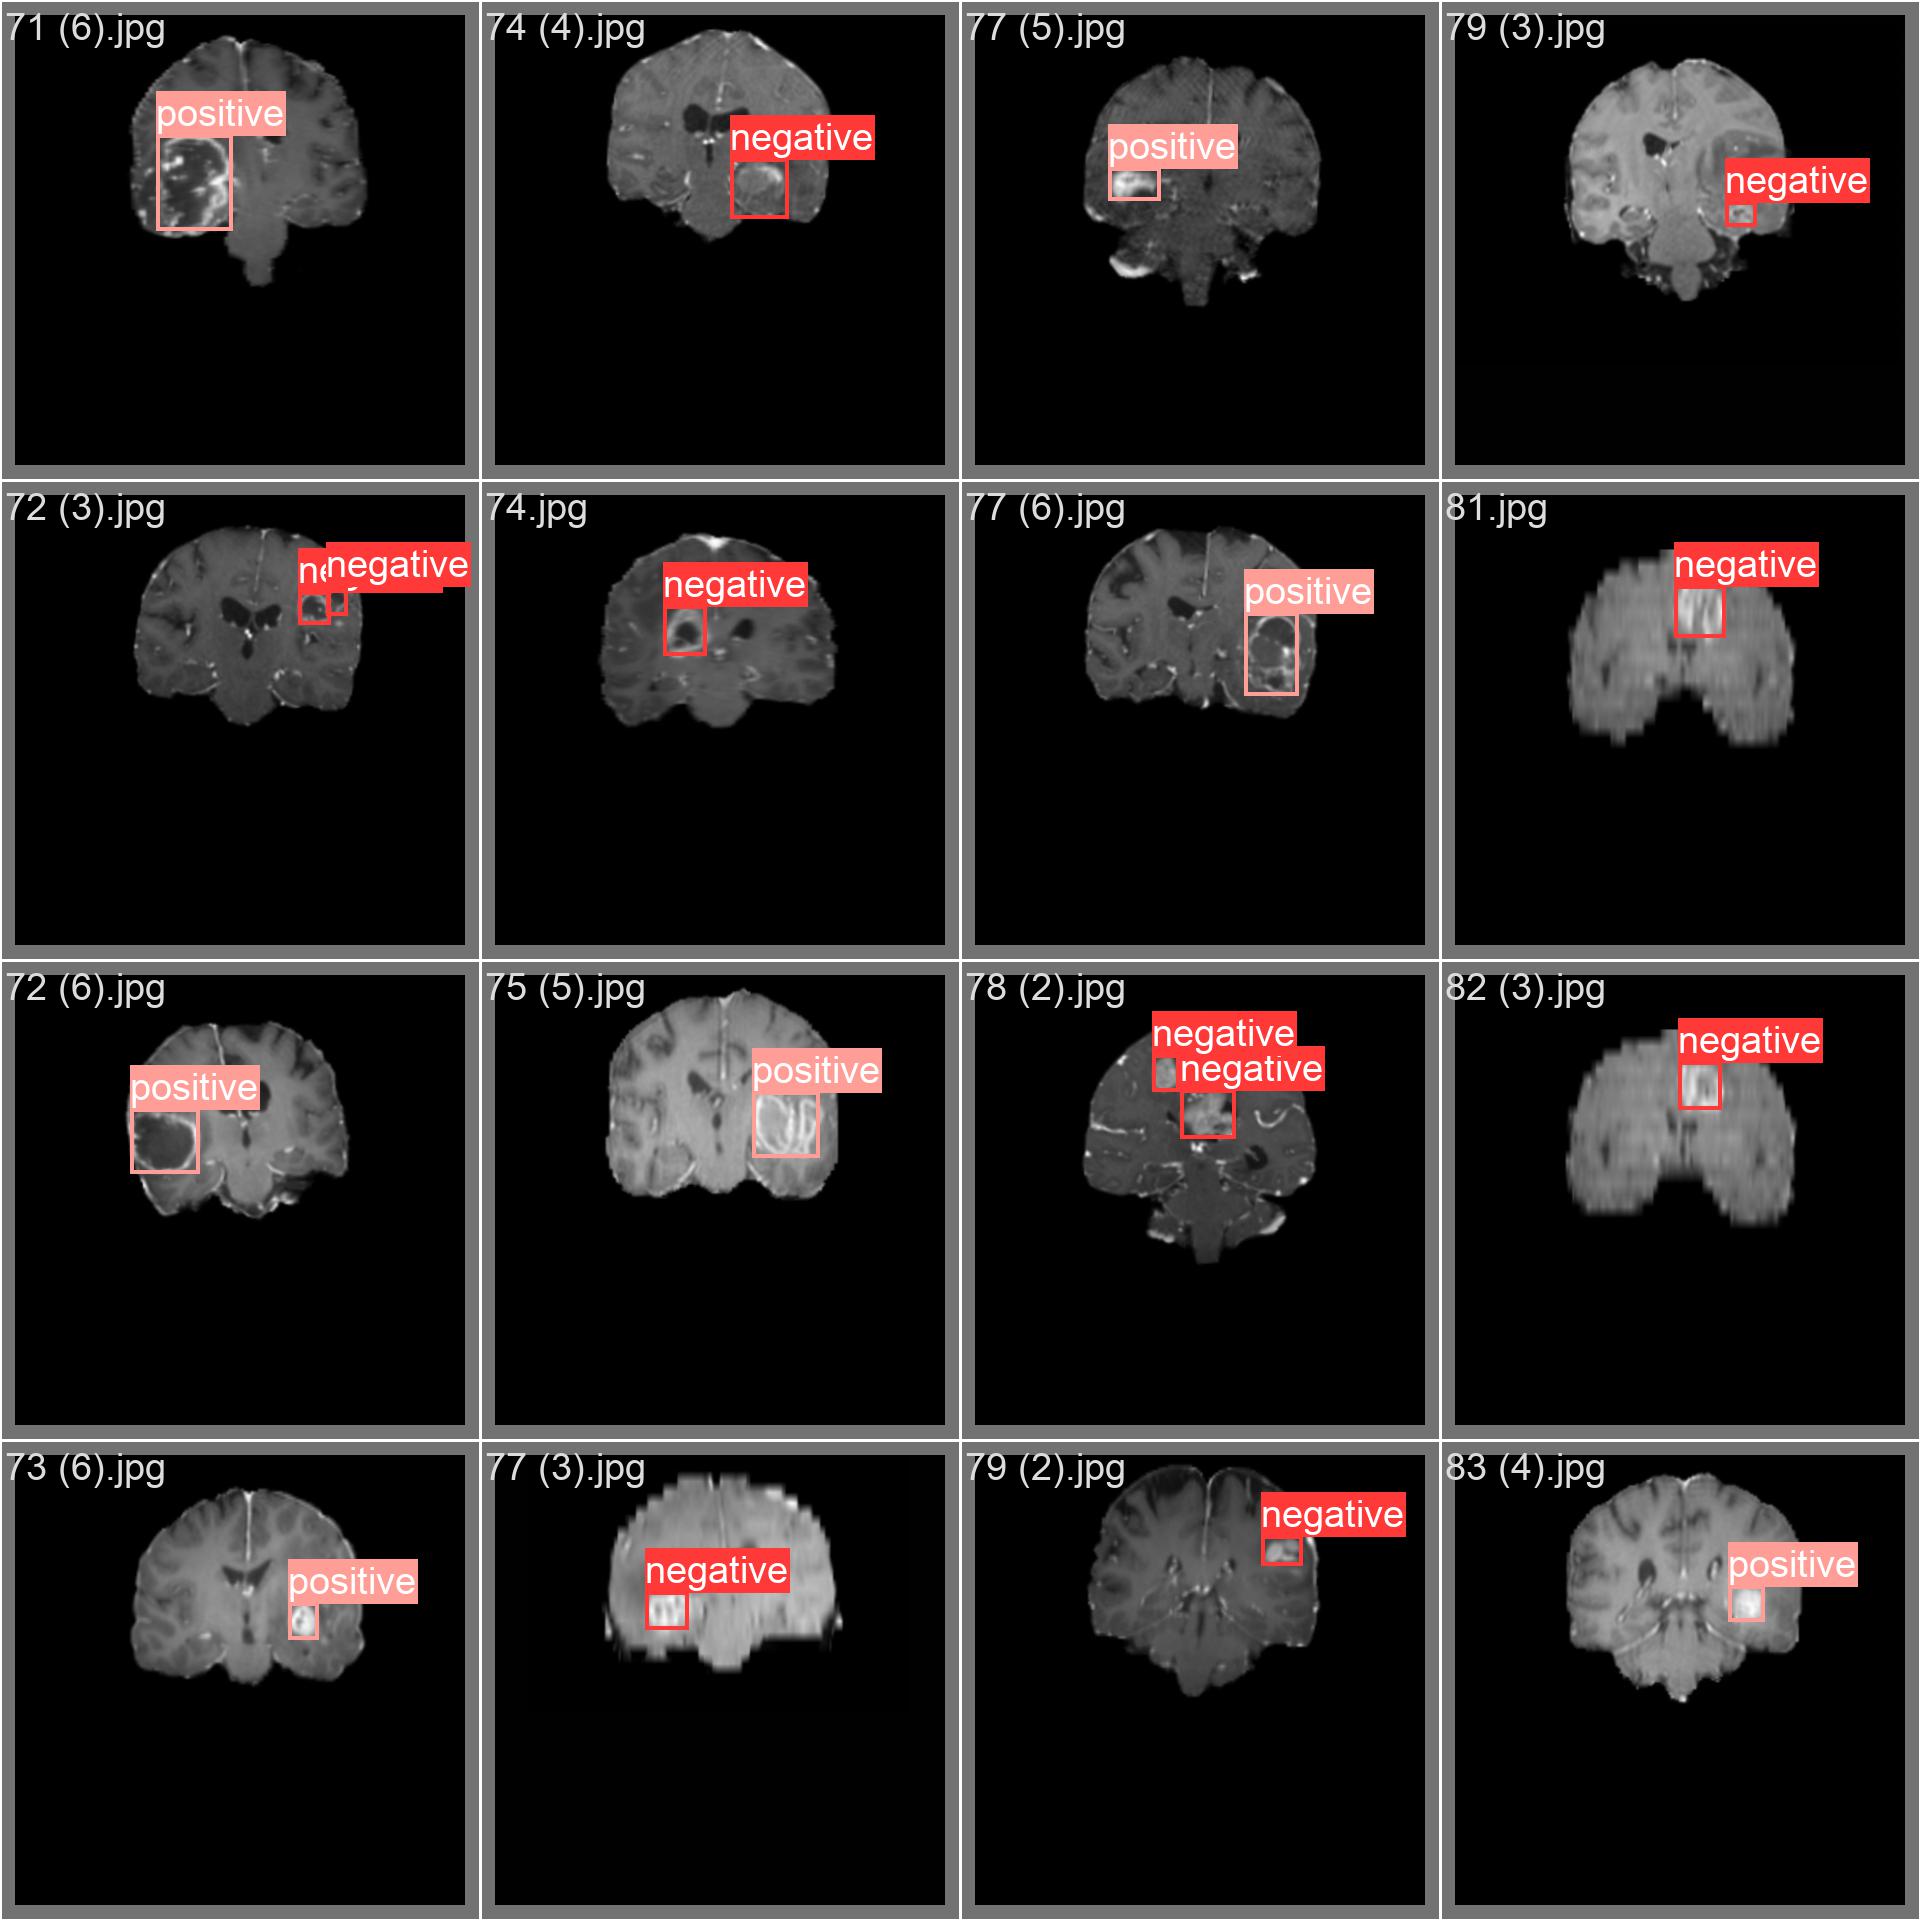 71 (6).jpg
positive
74 (4).jpg
negative
77 (5).jpg
positive
79 (3).jpg
negative
72 (3).jpg
negative
74.jpg
negative
77 (6).jpg
positive
81.jpg
negative
72 (6).jpg
positive
75 (5).jpg
positive
78 (2).jpg
negative
negative
82 (3).jpg
negative
73 (6).jpg
positive
77 (3).jpg
negative
79 (2).jpg
negative
83 (4).jpg
positive